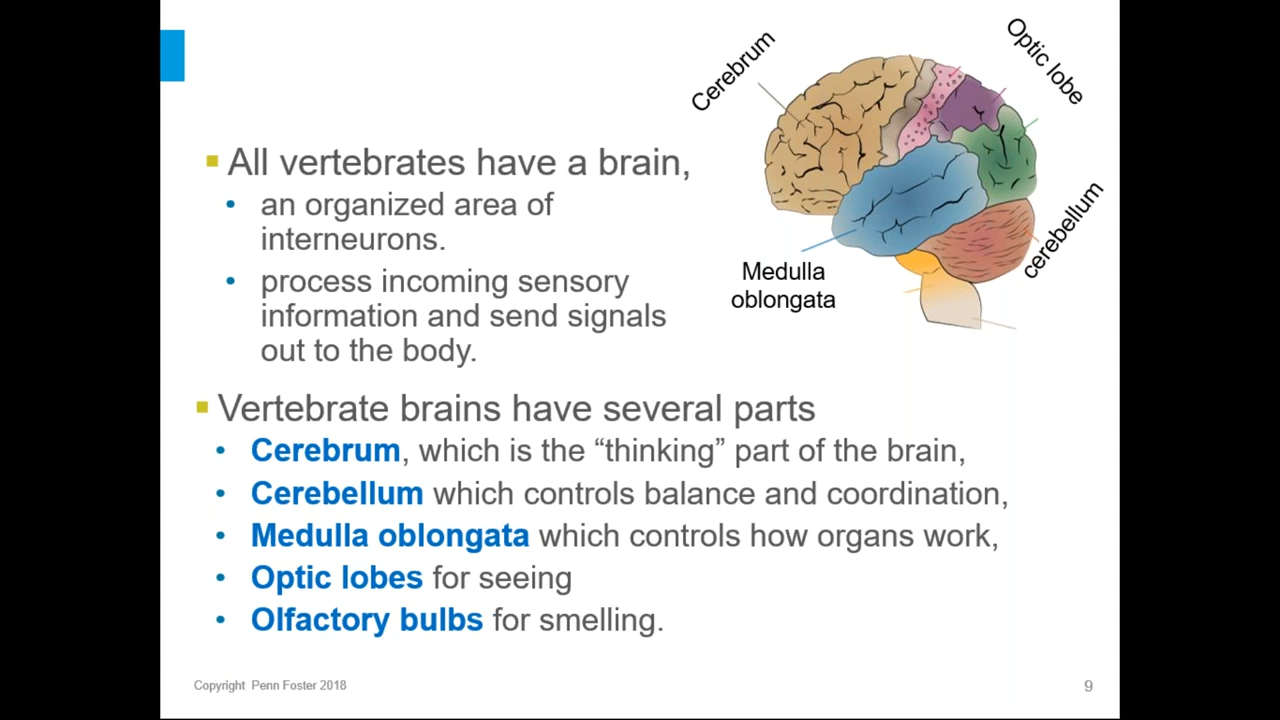 Cerebrum
Optic lobe
cerebellum
Medulla
oblongata
All vertebrates have a brain,
an organized area of
interneurons.
process incoming sensory
information and send signals
out to the body.
Vertebrate brains have several parts
Cerebrum, which is the “thinking” part of the brain,
Cerebellum which controls balance and coordination,
Medulla oblongata which controls how organs work,
Optic lobes for seeing
Olfactory bulbs for smelling.
Copyright Penn Foster 2018
9